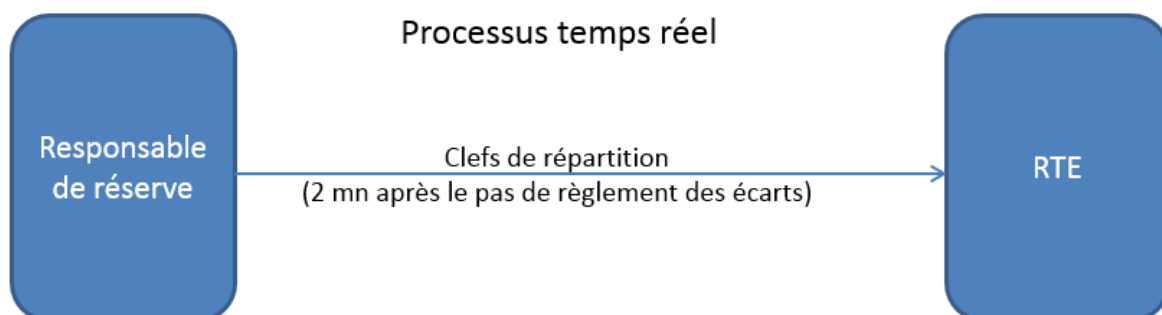 Processus temps réel
Responsable
de réserve
Clefs de répartition
(2 mn après le pas de règlement des écarts)
RTE